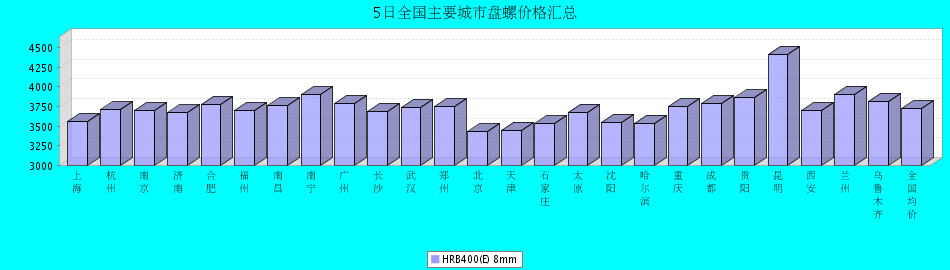 5日全国主要城市盘螺价格汇总
4500
4250
4000
3750
3500
3250
3000
上海
杭州
南京
济南
合肥
福州
南昌
南宁
广州
长沙
武汉
郑州
北京
天津
石家庄
太原
沈阳
哈尔滨
重庆
成都
贵阳
昆明
西安
兰州
乌鲁木齐
全国均价
HRB400(E) 8mm